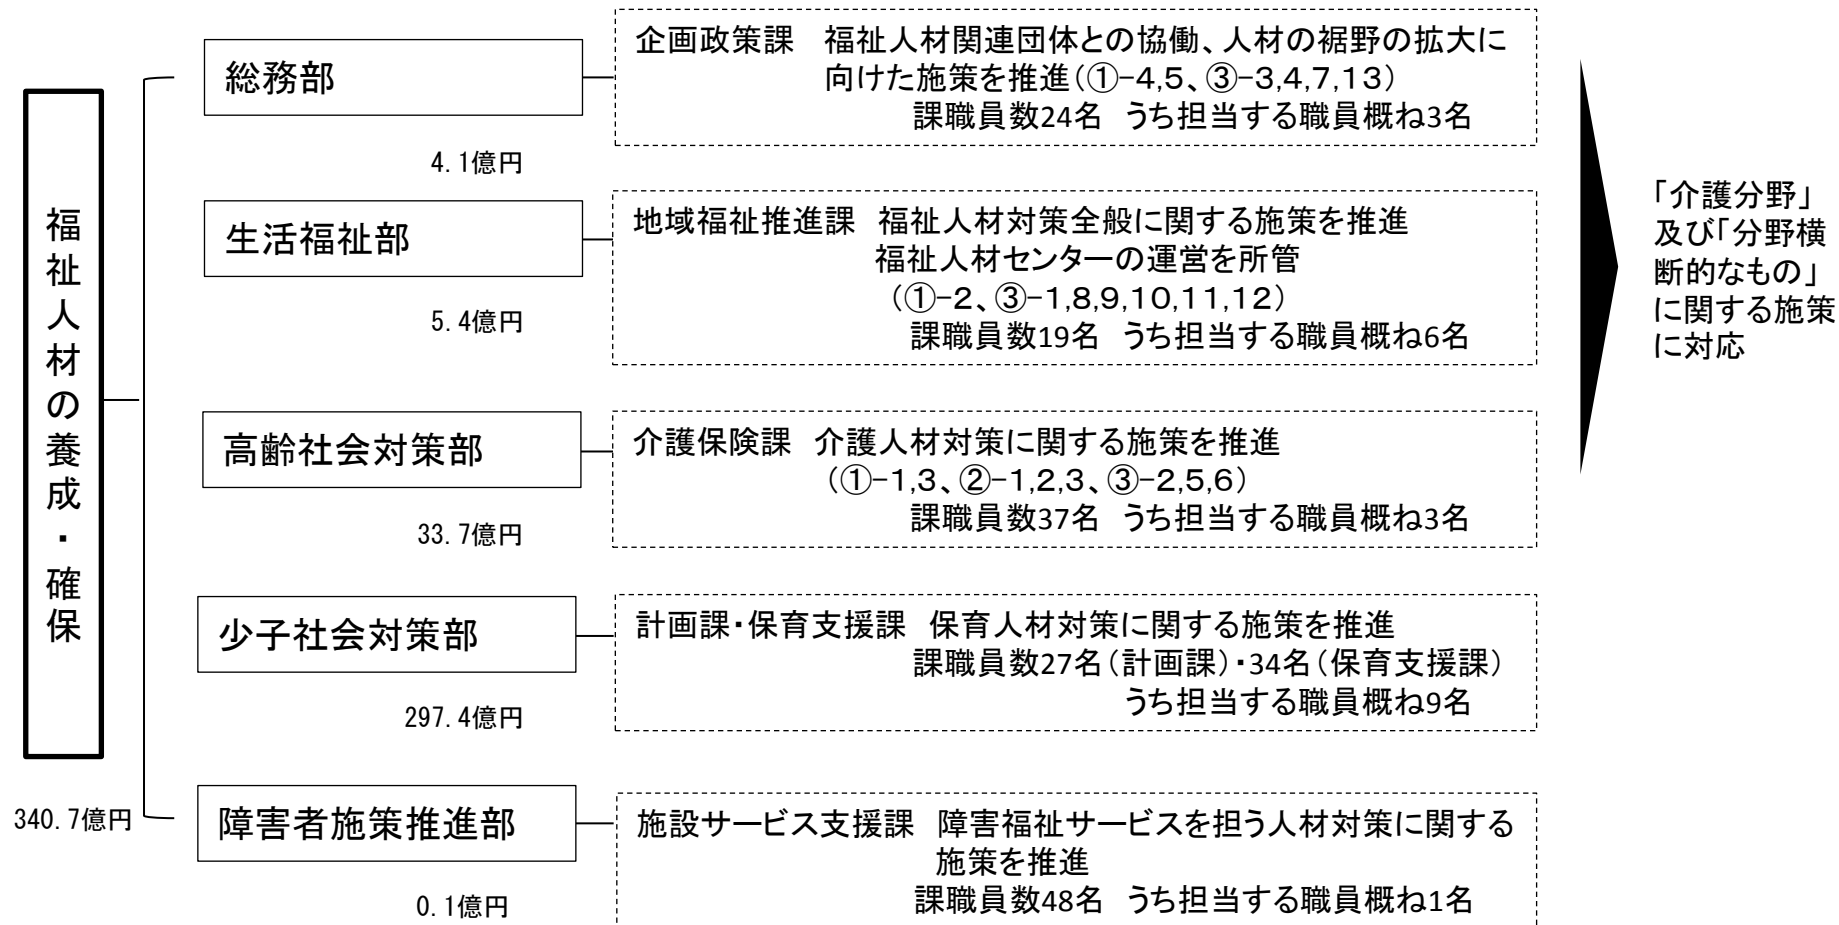 福祉人材の養成・確保
340.7億円
総務部
4.1億円
企画政策課　福祉人材関連団体との協働、人材の裾野の拡大に
向けた施策を推進（①-4,5、③-3,4,7,13）
課職員数24名　うち担当する職員概ね3名
生活福祉部
5.4億円
地域福祉推進課　福祉人材対策全般に関する施策を推進
福祉人材センターの運営を所管
（①-2、③-1,8,9,10,11,12）
課職員数19名　うち担当する職員概ね6名
高齢社会対策部
33.7億円
介護保険課　介護人材対策に関する施策を推進
（①-1,3、②-1,2,3、③-2,5,6）
課職員数37名　うち担当する職員概ね3名
少子社会対策部
297.4億円
計画課・保育支援課　保育人材対策に関する施策を推進
課職員数27名（計画課）・34名（保育支援課）
うち担当する職員概ね9名
障害者施策推進部
0.1億円
施設サービス支援課　障害福祉サービスを担う人材対策に関する
施策を推進
課職員数48名　うち担当する職員概ね1名
「介護分野」
及び「分野横
断的なもの」
に関する施策
に対応